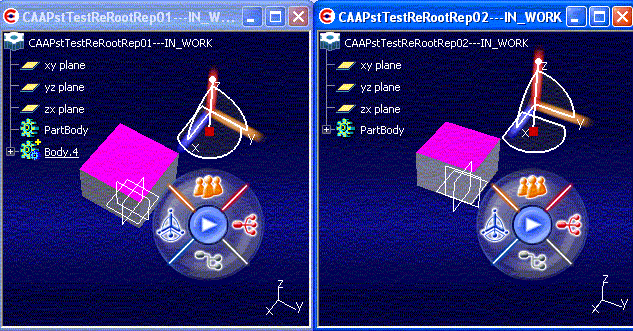 CAAPstTestReRootRep01---IN_W...
CAAPstTestReRootRep01---IN_WORK
xy plane
yz plane
zx plane
PartBody
Body.4
z
y
x
z
x
y
CAAPstTestReRootRep02---IN_WORK
CAAPstTestReRootRep02---IN_WORK
xy plane
yz plane
zx plane
PartBody
z
y
x
z
x
y